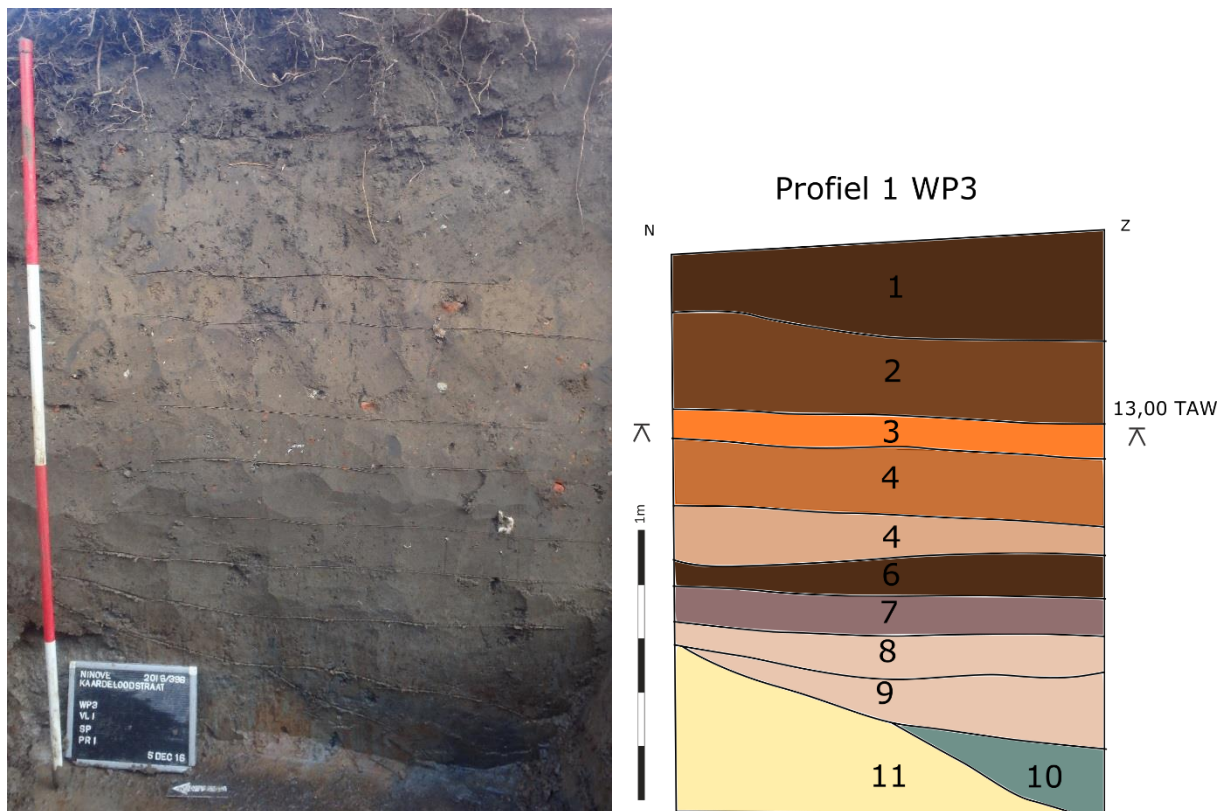 NINOVE 2016/398
KAARDELOODSTRAAT
WP3
VL 1
SP
PR 1
5 DEC 16
Profiel 1 WP3
N
Z
1
2
13,00 TAW
3
4
1m
4
6
7
8
9
10
11